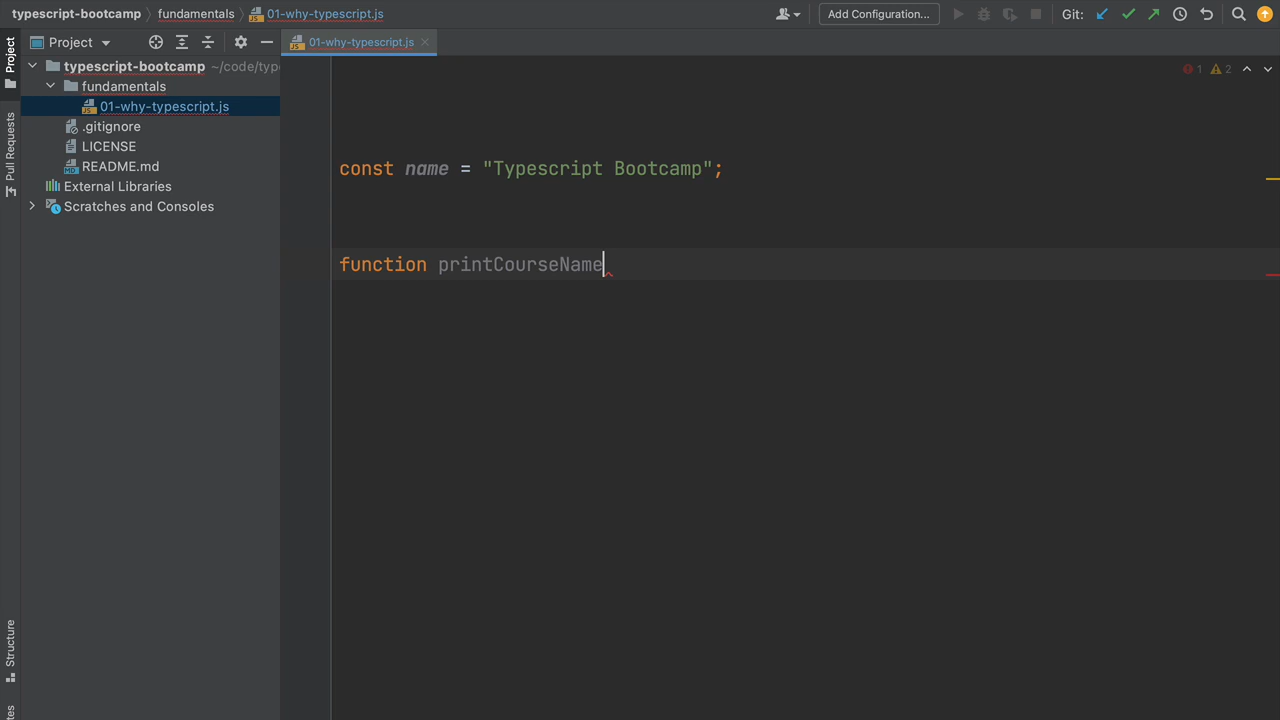 typescript-bootcamp fundamentals 01-why-typescript.js Add Configuration... Git:
Project
01-why-typescript.js
Project
Pull Requests
Structure
typescript-bootcamp ~/code/type
fundamentals
01-why-typescript.js
.gitignore
LICENSE
README.md
External Libraries
Scratches and Consoles
1 2
const name = "Typescript Bootcamp";
function printCourseName